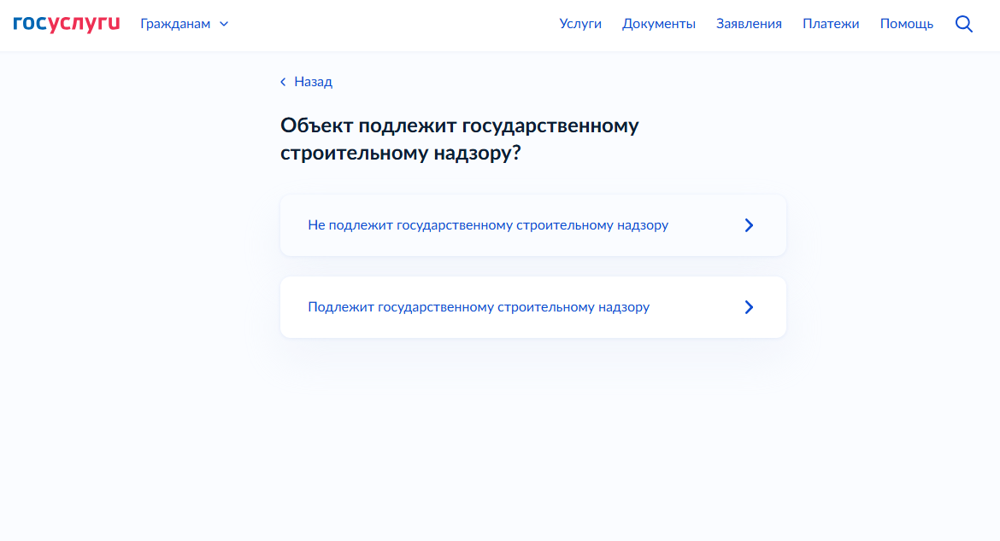 госуслуги Гражданам Услуги Документы Заявления Платежи Помощь
Назад
Объект подлежит государственному
строительному надзору?
Не подлежит государственному строительному надзору
Подлежит государственному строительному надзору